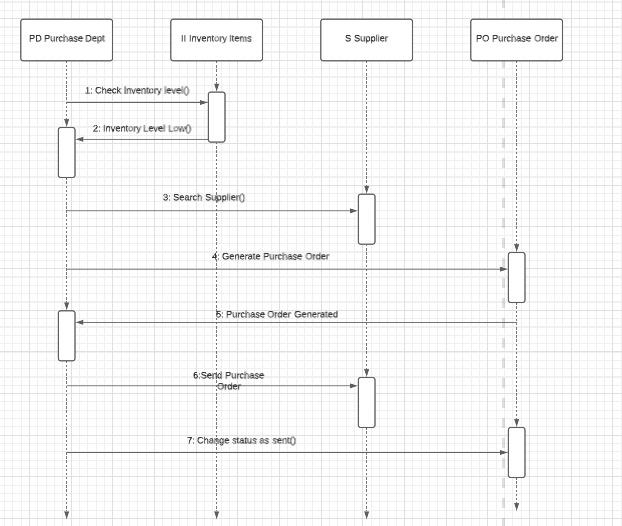 PD Purchase Dept
II Inventory Items
S Supplier
PO Purchase Order
1: Check Inventory level()
2: Inventory Level Low()
3: Search Supplier()
4: Generate Purchase Order
5: Purchase Order Generated
6:Send Purchase
Order
7: Change status as sent()